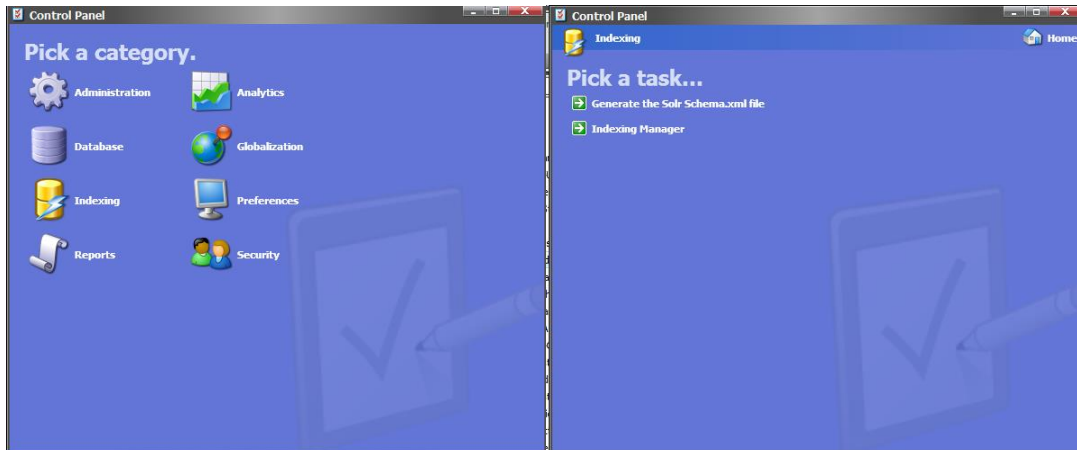 Control Panel
Pick a category.
Administration
Analytics
Database
Globalization
Indexing
Preferences
Reports
Security
Control Panel
Indexing
Home
Pick a task...
Generate the Solr Schema.xml file
Indexing Manager